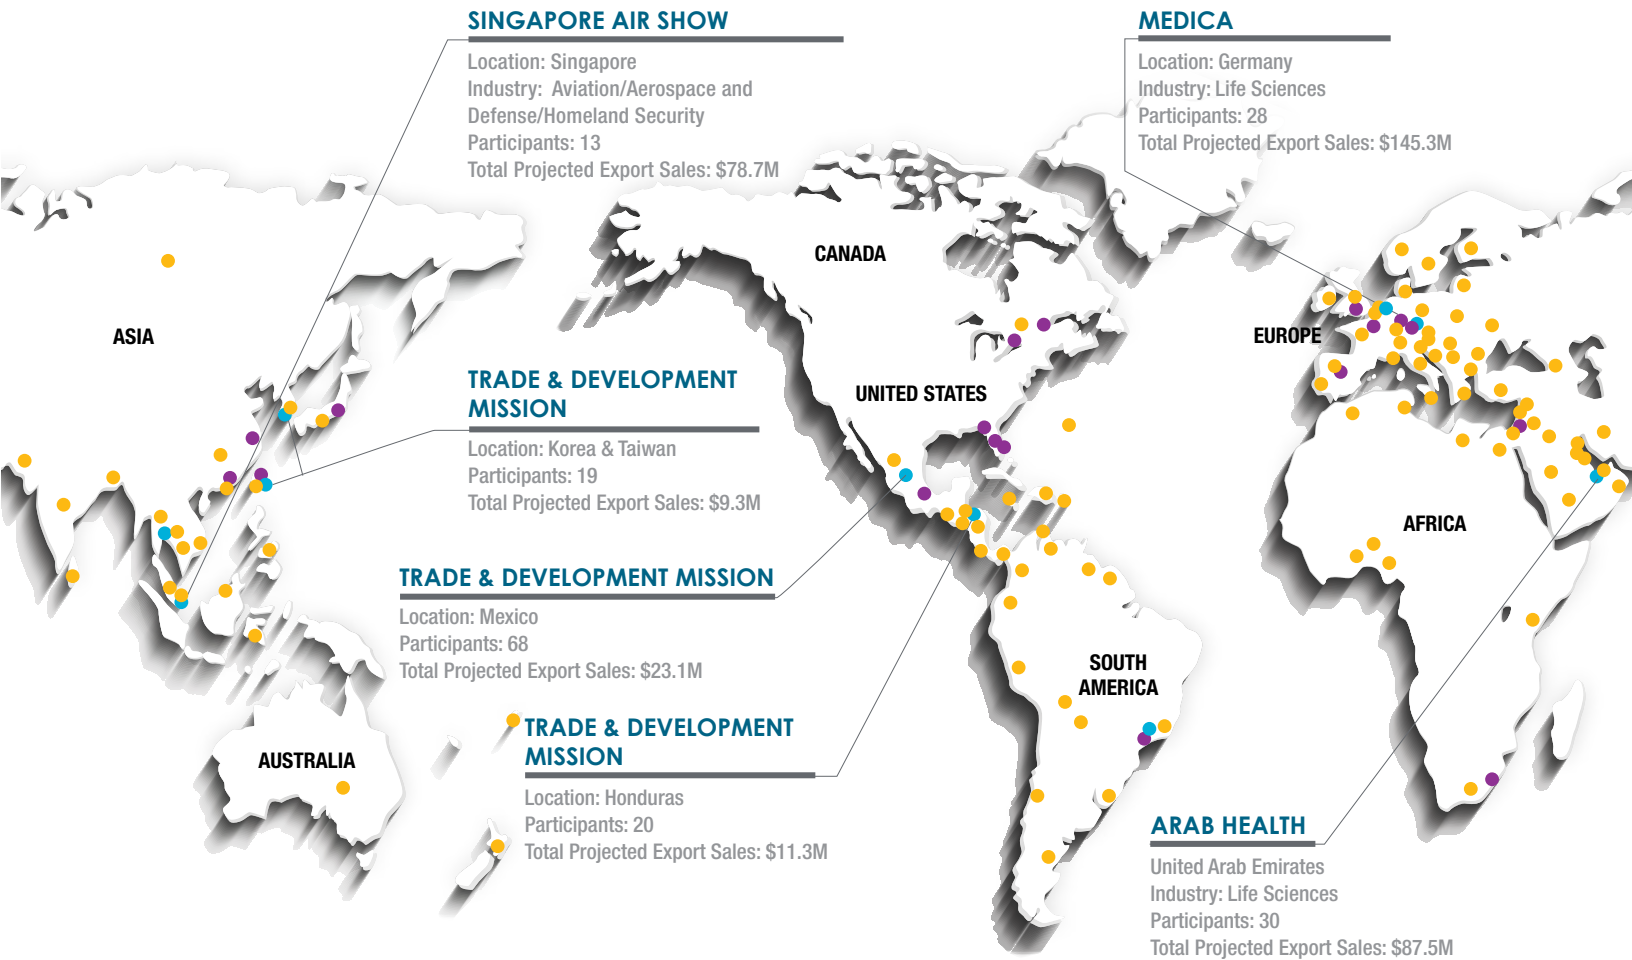 SINGAPORE AIR SHOW
Location: Singapore
Industry: Aviation/Aerospace and
Defense/Homeland Security
Participants: 13
Total Projected Export Sales: $78.7M
MEDICA
Location: Germany
Industry: Life Sciences
Participants: 28
Total Projected Export Sales: $145.3M
CANADA
ASIA
EUROPE
UNITED STATES
TRADE & DEVELOPMENT
MISSION
Location: Korea & Taiwan
Participants: 19
Total Projected Export Sales: $9.3M
AFRICA
TRADE & DEVELOPMENT MISSION
Location: Mexico
Participants: 68
Total Projected Export Sales: $23.1M
SOUTH
AMERICA
AUSTRALIA
TRADE & DEVELOPMENT
MISSION
Location: Honduras
Participants: 20
Total Projected Export Sales: $11.3M
ARAB HEALTH
United Arab Emirates
Industry: Life Sciences
Participants: 30
Total Projected Export Sales: $87.5M